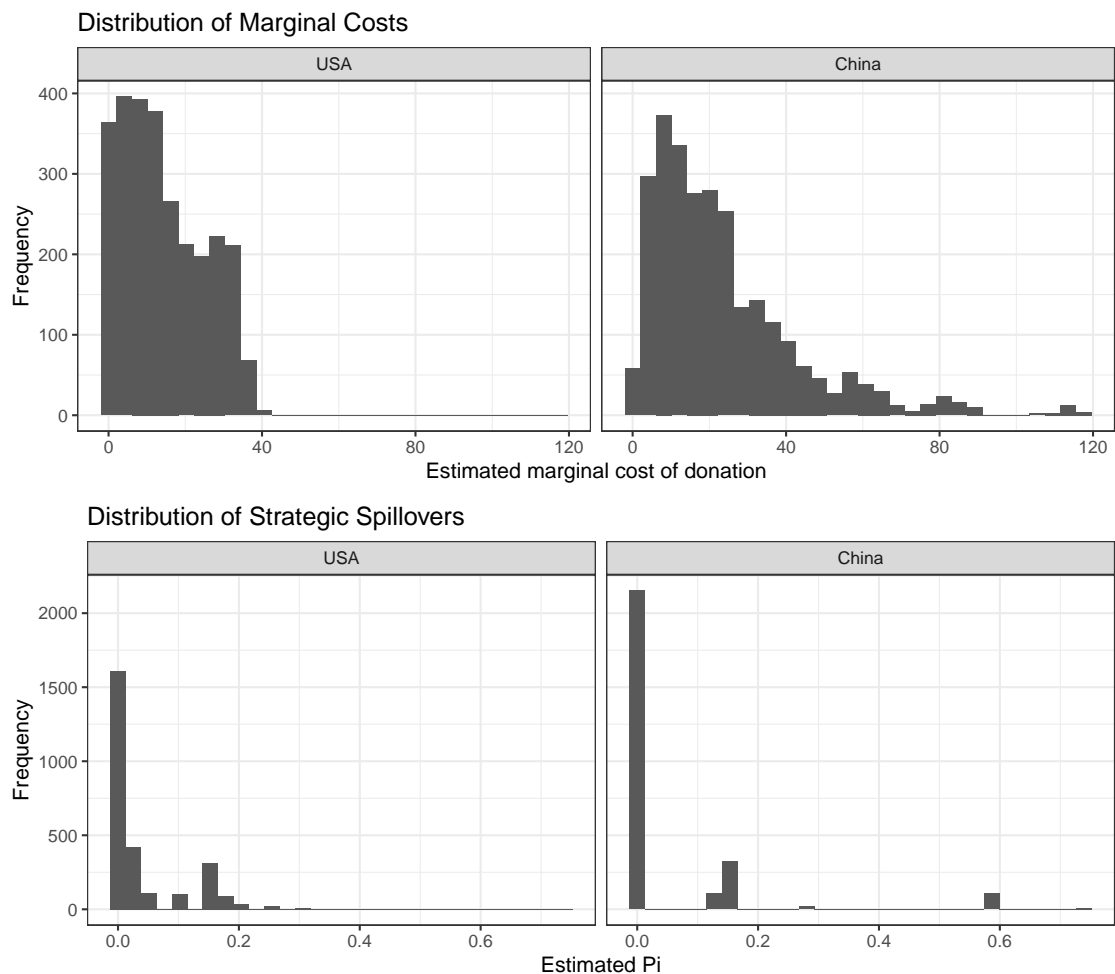 Distribution of Marginal Costs
USA China
400
300
200
100
0
Frequency
0 40 80 120 0 40 80 120
Estimated marginal cost of donation
Distribution of Strategic Spillovers
USA China
2000
1500
1000
500
0
Frequency
0.0 0.2 0.4 0.6 0.0 0.2 0.4 0.6
Estimated Pi